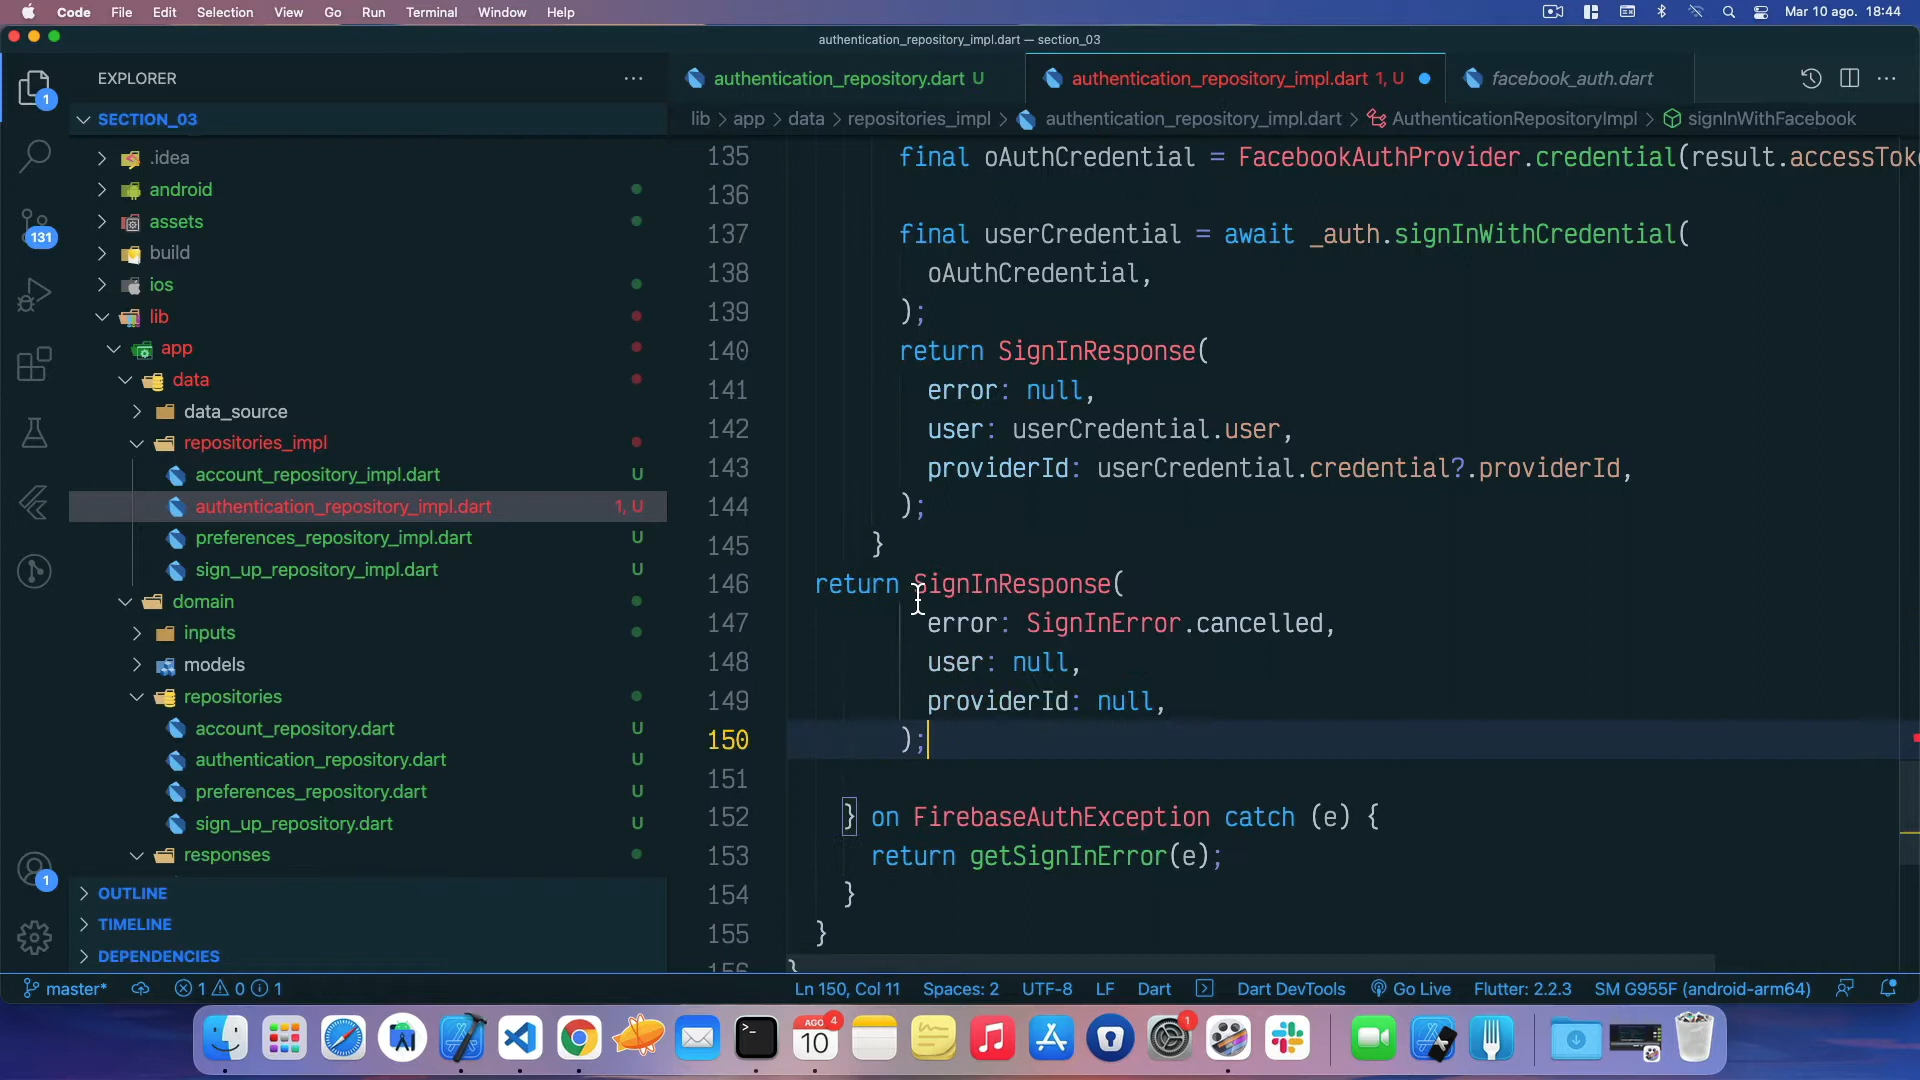 Code File Edit Selection View Go Run Terminal Window Help Mar 10 ago. 18:44
authentication_repository_impl.dart — section_03
EXPLORER
authentication_repository.dart U
authentication_repository_impl.dart 1, U
facebook_auth.dart
SECTION_03
lib > app > data > repositories_impl > authentication_repository_impl.dart > AuthenticationRepositoryImpl > signInWithFacebook
.idea
android
assets
build
ios
lib
app
data
data_source
repositories_impl
account_repository_impl.dart U
authentication_repository_impl.dart 1, U
preferences_repository_impl.dart U
sign_up_repository_impl.dart U
domain
inputs
models
repositories
account_repository.dart U
authentication_repository.dart U
preferences_repository.dart U
sign_up_repository.dart U
responses
OUTLINE
TIMELINE
DEPENDENCIES
1
131
1
135 final oAuthCredential = FacebookAuthProvider.credential(result.accessTok
136
137 final userCredential = await _auth.signInWithCredential(
138 oAuthCredential,
139 );
140 return SignInResponse(
141 error: null,
142 user: userCredential.user,
143 providerId: userCredential.credential?.providerId,
144 );
145 }
146 return SignInResponse(
147 error: SignInError.cancelled,
148 user: null,
149 providerId: null,
150 );
151
152 } on FirebaseAuthException catch (e) {
153 return getSignInError(e);
154 }
155 }
156 }
master* 1 0 1 Ln 150, Col 11 Spaces: 2 UTF-8 LF Dart Dart DevTools Go Live Flutter: 2.2.3 SM G955F (android-arm64)
AGO 4
10
1